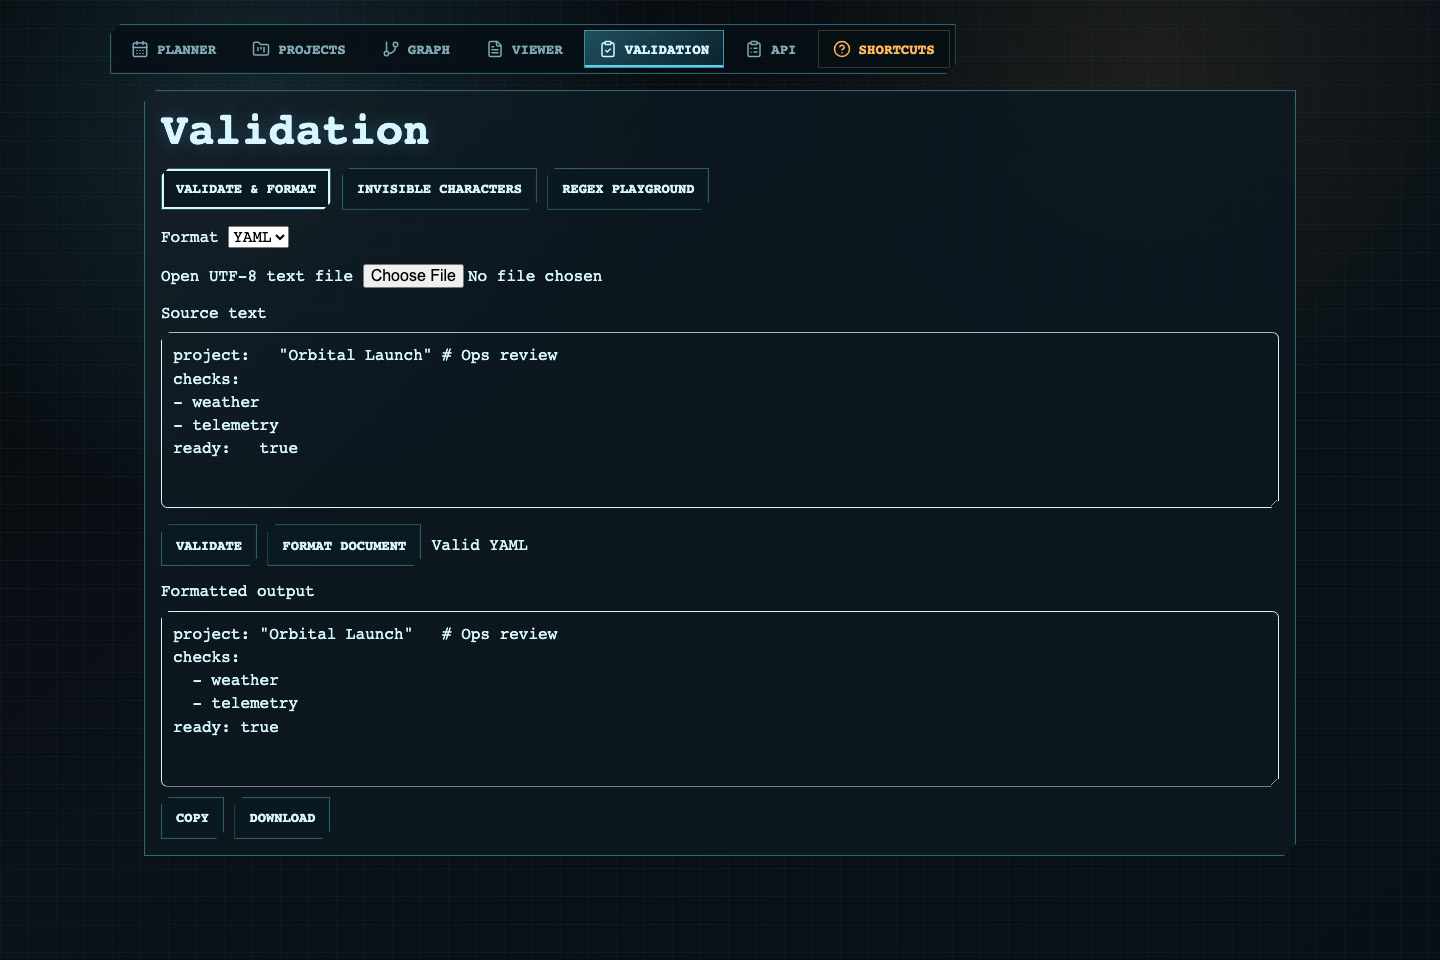 PLANNER PROJECTS GRAPH VIEWER VALIDATION API SHORTCUTS
Validation
VALIDATE & FORMAT INVISIBLE CHARACTERS REGEX PLAYGROUND
Format YAML
Open UTF-8 text file Choose File No file chosen
Source text
project:   "Orbital Launch" # Ops review
checks:
- weather
- telemetry
ready:   true
VALIDATE FORMAT DOCUMENT Valid YAML
Formatted output
project: "Orbital Launch"   # Ops review
checks:
  - weather
  - telemetry
ready: true
COPY DOWNLOAD